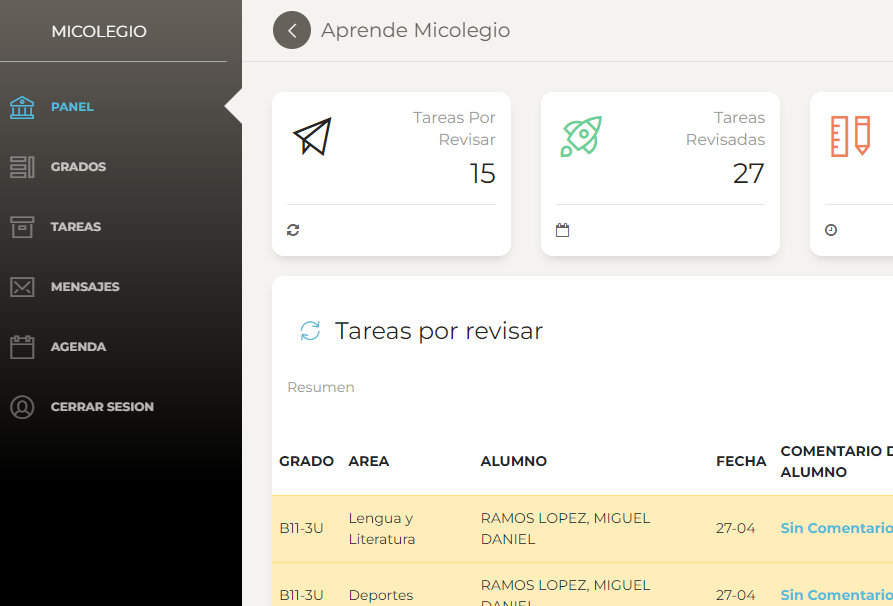 MICOLEGIO
Aprende Micolegio
PANEL
GRADOS
TAREAS
MENSAJES
AGENDA
CERRAR SESION
Tareas Por
Revisar
15
Tareas
Revisadas
27
Tareas por revisar
Resumen
GRADO AREA ALUMNO FECHA COMENTARIO D
ALUMNO
B11-3U Lengua y
Literatura RAMOS LOPEZ, MIGUEL
DANIEL 27-04 Sin Comentario
B11-3U Deportes RAMOS LOPEZ, MIGUEL
DANIEL 27-04 Sin Comentario